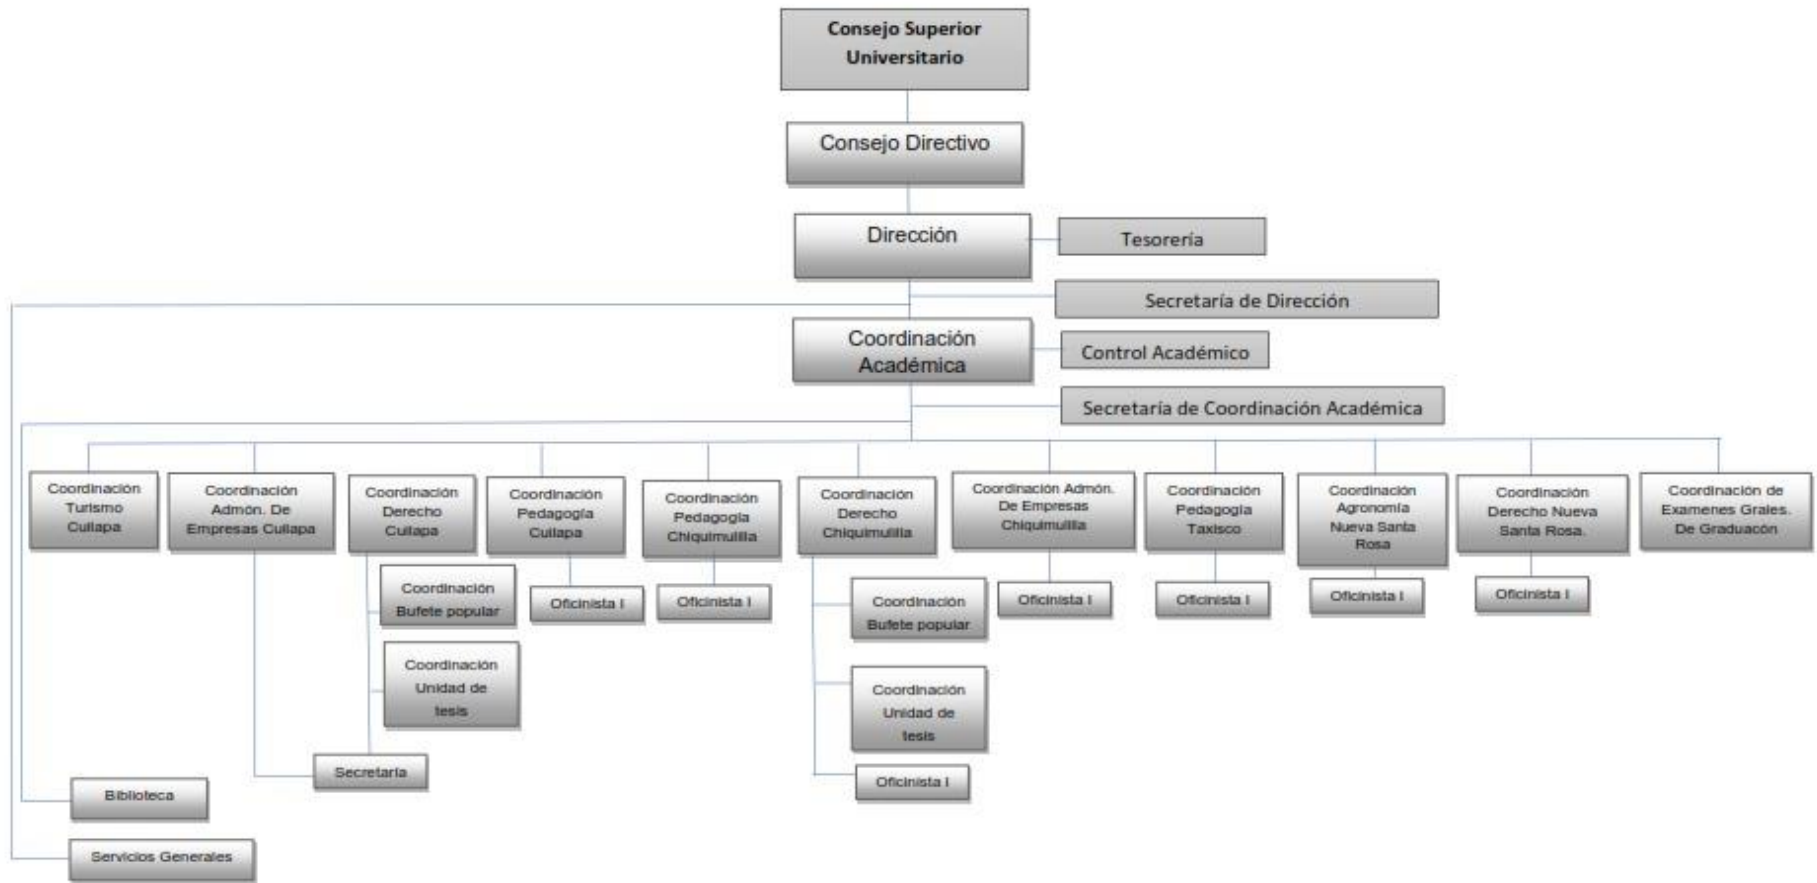 Consejo Superior
Universitario
Consejo Directivo
Dirección
Tesorería
Secretaría de Dirección
Coordinación
Académica
Control Académico
Secretaría de Coordinación Académica
Coordinación
Turismo
Cuilapa
Coordinación
Admón. De
Empresas Cuilapa
Coordinación
Derecho
Cuilapa
Coordinación
Pedagogía
Cuilapa
Coordinación
Pedagogía
Chiquimulilla
Coordinación
Derecho
Chiquimulilla
Coordinación Admón.
De Empresas
Chiquimulilla
Coordinación
Pedagogía
Taxisco
Coordinación
Agronomía
Nueva Santa
Rosa
Coordinación
Derecho Nueva
Santa Rosa.
Coordinación de
Examenes Grales.
De Graduacón
Coordinación
Bufete popular
Oficinista I
Oficinista I
Coordinación
Bufete popular
Oficinista I
Oficinista I
Oficinista I
Oficinista I
Coordinación
Unidad de
tesis
Coordinación
Unidad de
tesis
Secretaria
Oficinista I
Biblioteca
Servicios Generales